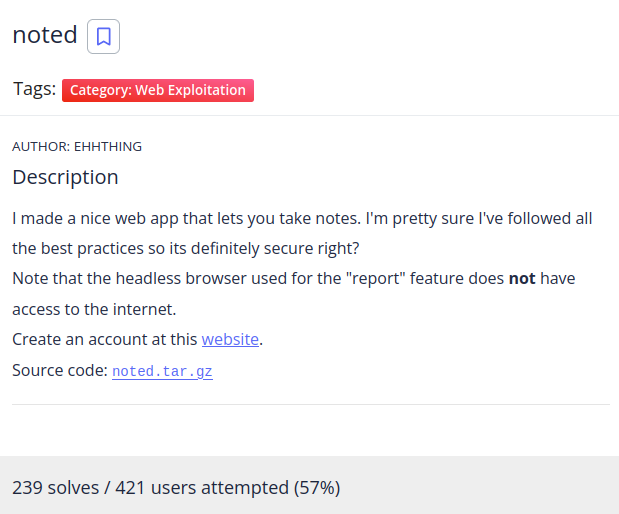 noted
Tags: Category: Web Exploitation
AUTHOR: EHHTHING
Description
I made a nice web app that lets you take notes. I'm pretty sure I've followed all
the best practices so its definitely secure right?
Note that the headless browser used for the "report" feature does not have
access to the internet.
Create an account at this website.
Source code: noted.tar.gz
239 solves / 421 users attempted (57%)